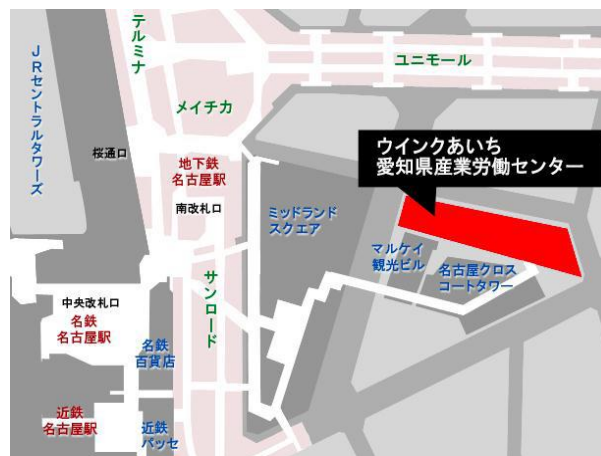 テルミナ
JRセントラルタワーズ
ユニモール
メイチカ
ウインクあいち
愛知県産業労働センター
桜通口
地下鉄
名古屋駅
南改札口
ミッドランド
スクエア
マルケイ
観光ビル
名古屋クロス
コートタワー
サンロード
中央改札口
名鉄
名古屋駅
名鉄
百貨店
近鉄
名古屋駅
近鉄
パッセ